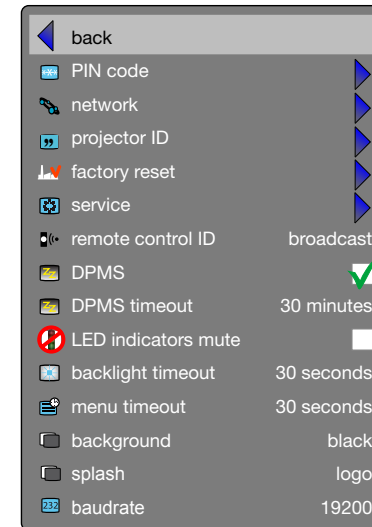 back
PIN code
network
projector ID
factory reset
service
remote control ID broadcast
DPMS
DPMS timeout 30 minutes
LED indicators mute
backlight timeout 30 seconds
menu timeout 30 seconds
background black
splash logo
232 baudrate 19200